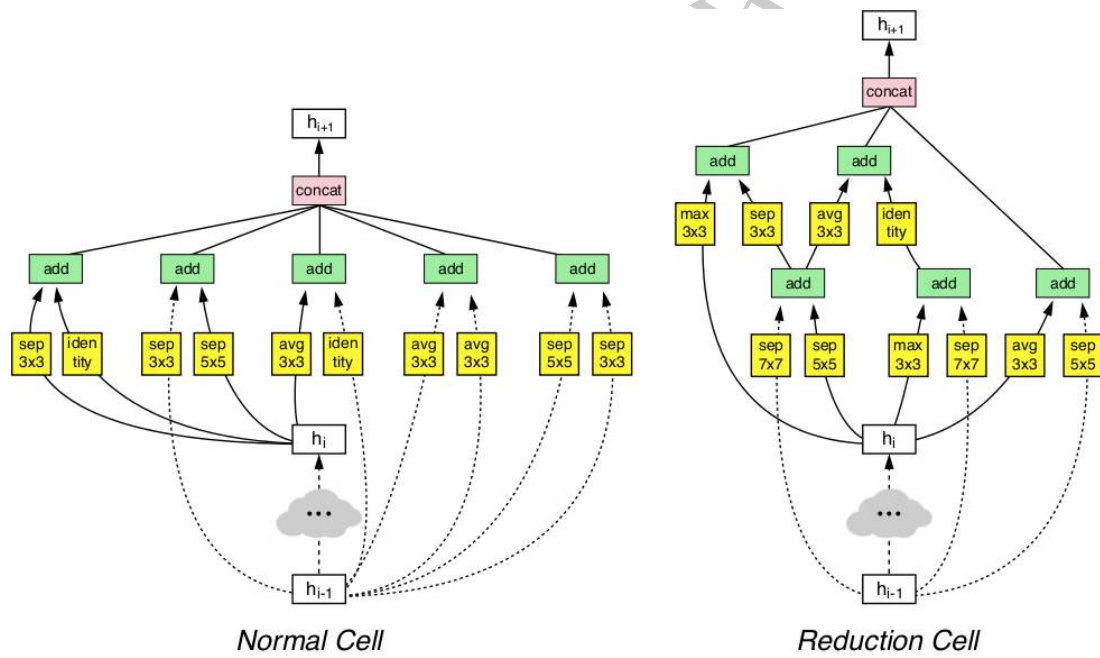 h_{i+1}
concat
add add add add add
sep 3x3 iden tity sep 3x3 sep 5x5 avg 3x3 iden tity avg 3x3 avg 3x3 sep 5x5 sep 3x3
h_i
...
h_{i-1}
Normal Cell
h_{i+1}
concat
add add
max 3x3 sep 3x3 avg 3x3 iden tity
add add add
sep 7x7 sep 5x5 max 3x3 sep 7x7 avg 3x3 sep 5x5
h_i
...
h_{i-1}
Reduction Cell